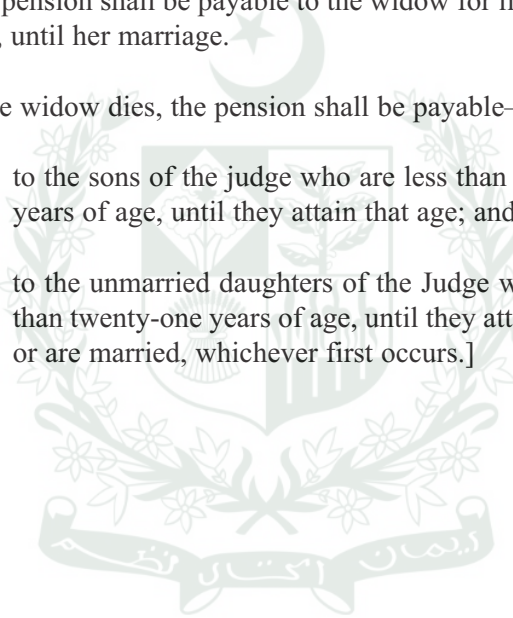 pension shall be payable to the widow for
, until her marriage.
e widow dies, the pension shall be payable–
to the sons of the judge who are less than
years of age, until they attain that age; and
to the unmarried daughters of the Judge
than twenty-one years of age, until they
or are married, whichever first occurs.]
ایمان اتحاد نظم